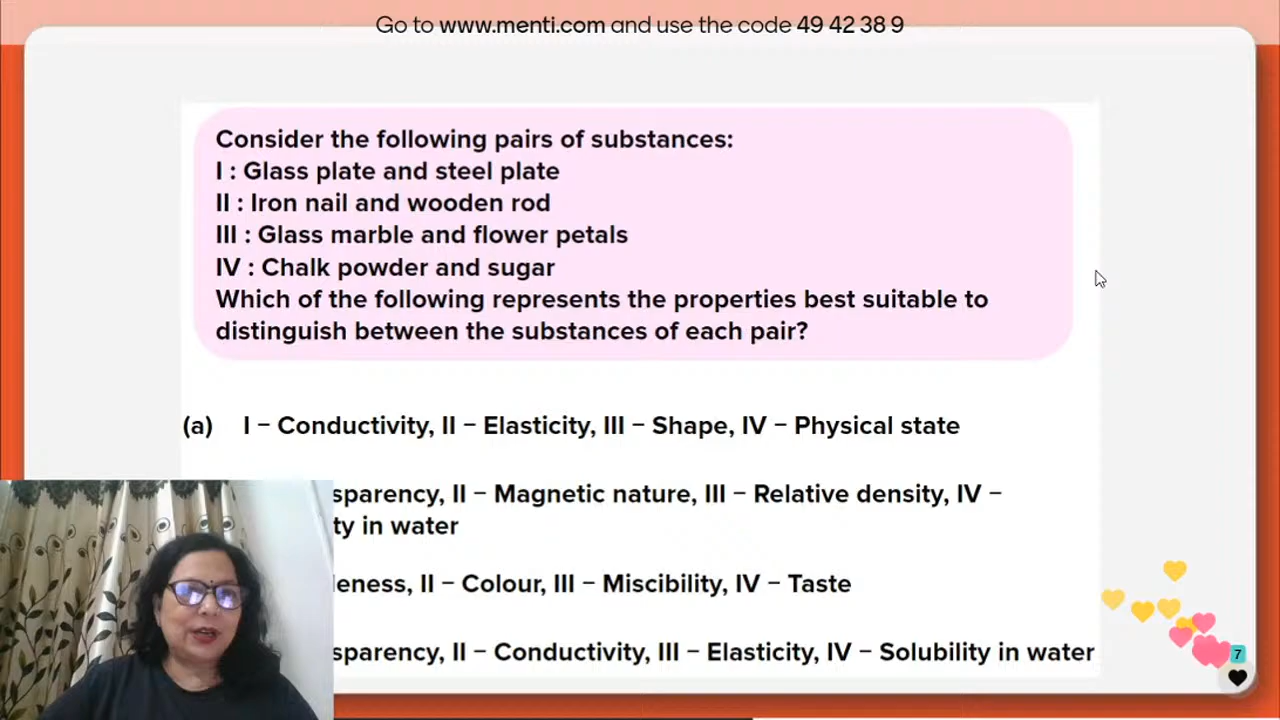 Go to www.menti.com and use the code 49 42 38 9
Consider the following pairs of substances:
I : Glass plate and steel plate
II : Iron nail and wooden rod
III : Glass marble and flower petals
IV : Chalk powder and sugar
Which of the following represents the properties best suitable to
distinguish between the substances of each pair?
(a) I − Conductivity, II − Elasticity, III − Shape, IV − Physical state
sparency, II − Magnetic nature, III − Relative density, IV −
ty in water
leness, II − Colour, III − Miscibility, IV − Taste
sparency, II − Conductivity, III − Elasticity, IV − Solubility in water
7